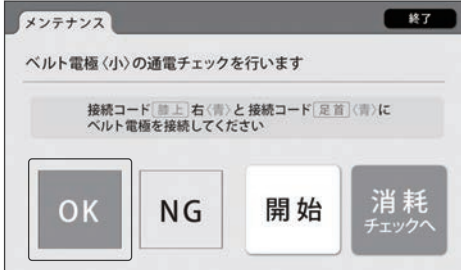 メンテナンス
終了
ベルト電極〈小〉の通電チェックを行います
接続コード膝上右〈青〉と接続コード足首〈青〉に
ベルト電極を接続してください
OK
NG
開始
消耗
チェックへ